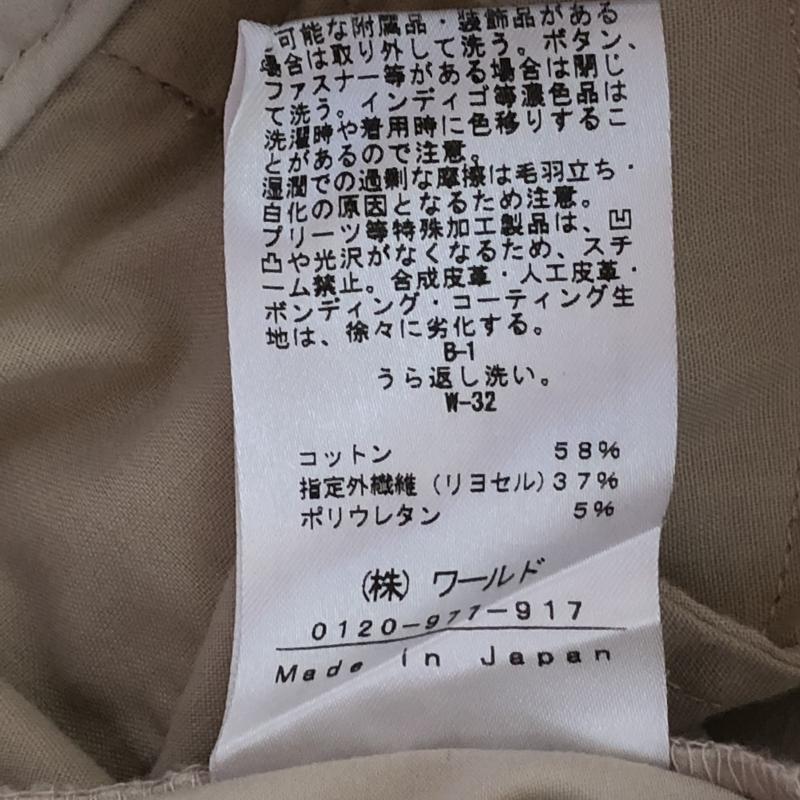 可能な附属品・装飾品がある
場合は取り外して洗う。ボタン、
ファスナー等がある場合は閉じ
て洗う。インディゴ等濃色品は
洗濯時や着用時に色移りするこ
とがあるので注意。
湿潤での過剰な摩擦は毛羽立ち・
白化の原因となるため注意。
プリーツ等特殊加工製品は、凹
凸や光沢がなくなるため、スチ
ーム禁止。合成皮革・人工皮革・
ボンディング・コーティング生
地は、徐々に劣化する。
B-1
うら返し洗い。
W-32
コットン 58%
指定外繊維（リヨセル）37%
ポリウレタン 5%
（株）ワールド
0120-977-917
Made in Japan